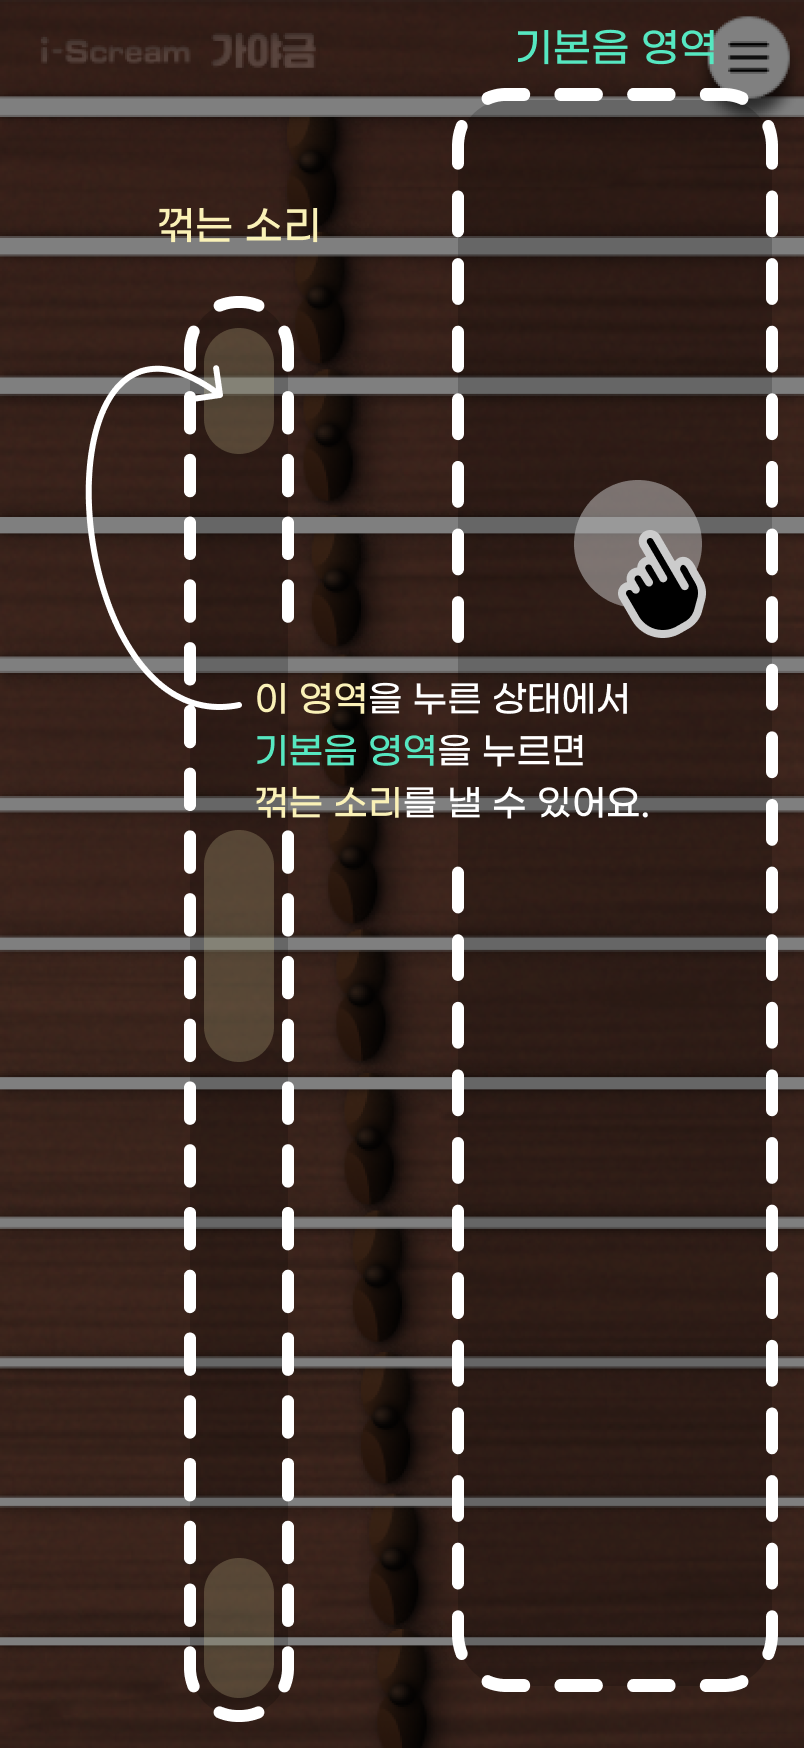 i-Scream 가야금
기본음 영역
꺾는 소리
이 영역을 누른 상태에서
기본음 영역을 누르면
꺾는 소리를 낼 수 있어요.